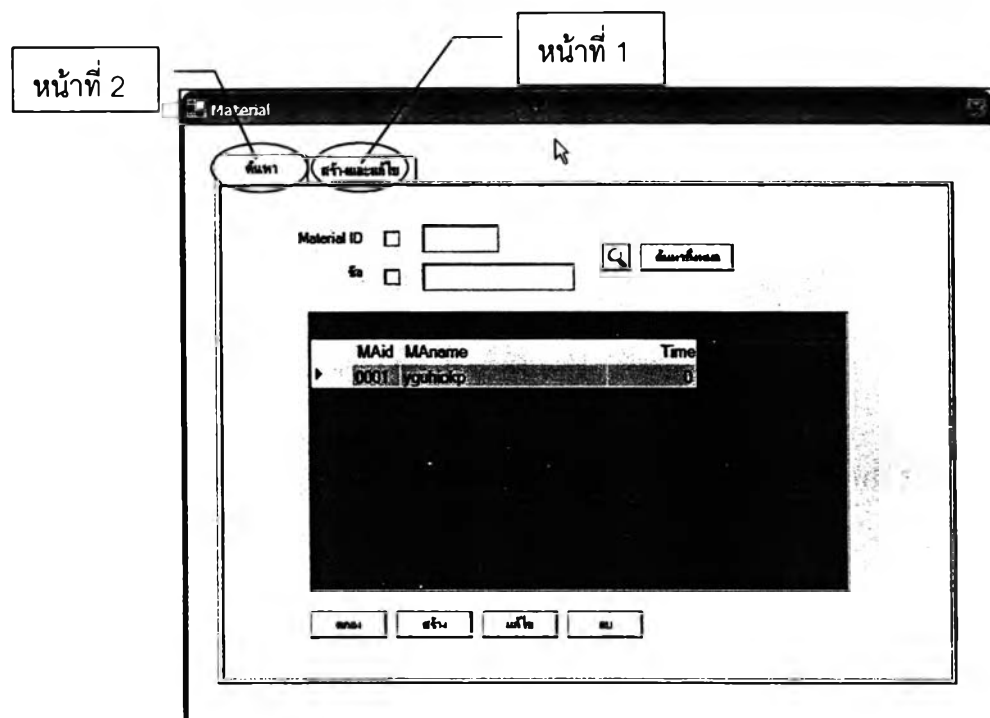 หน้าที่ 1
หน้าที่ 2
Material
ค้นหา
สร้างและแก้ไข
Material ID
ชื่อ
ค้นหาทั้งหมด
MAid MAname Time
0001 yguhiokp 0
ตกลง สร้าง แก้ไข ลบ